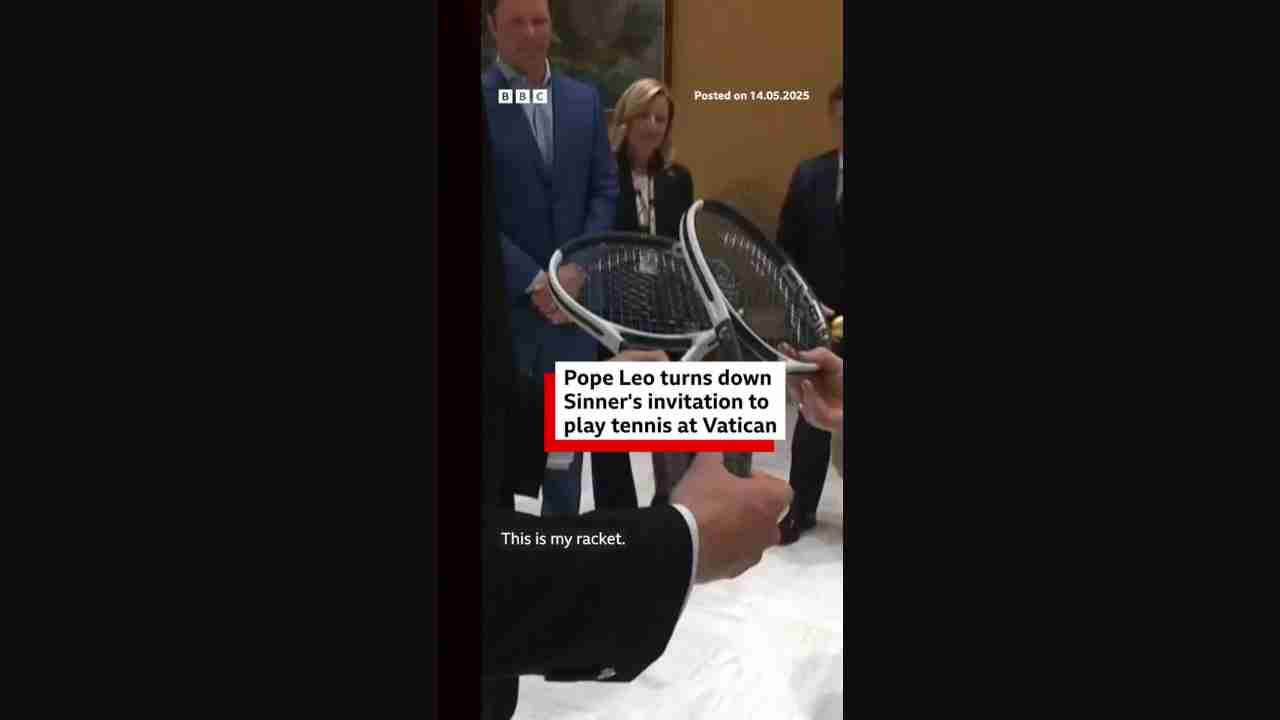 BBC
Posted on 14.05.2025
Pope Leo turns down
Sinner's invitation to
play tennis at Vatican
This is my racket.